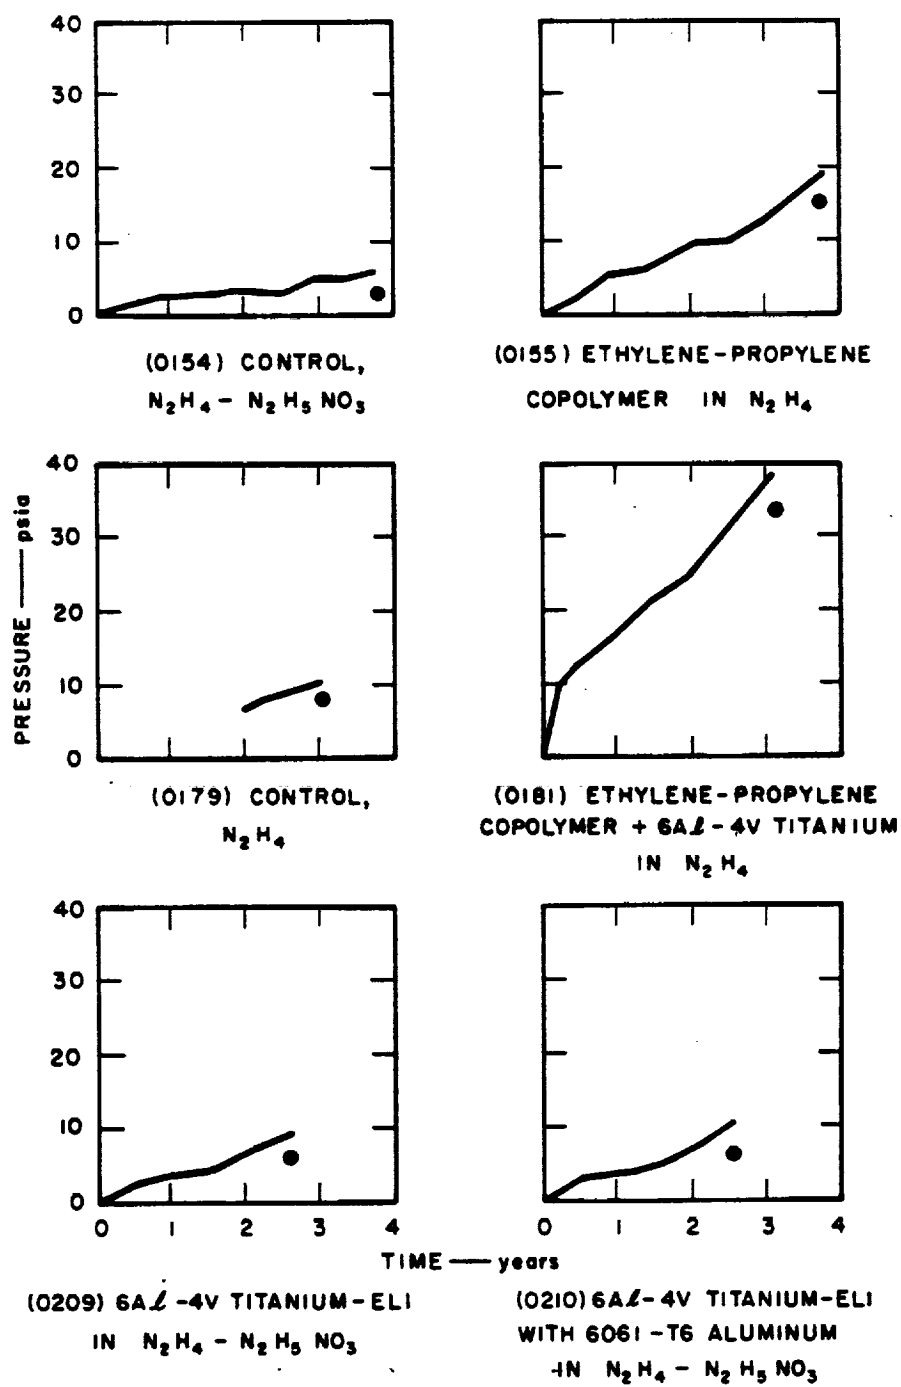 40
30
20
10
0
(0154) CONTROL,
N₂H₄ – N₂H₅NO₃
(0155) ETHYLENE-PROPYLENE
COPOLYMER IN N₂H₄
PRESSURE — psia
40
30
20
10
0
(0179) CONTROL,
N₂H₄
(0181) ETHYLENE-PROPYLENE
COPOLYMER + 6Aℓ-4V TITANIUM
IN N₂H₄
40
30
20
10
0
0 1 2 3 4
0 1 2 3 4
TIME — years
(0209) 6Aℓ-4V TITANIUM-ELI
IN N₂H₄ – N₂H₅NO₃
(0210) 6Aℓ-4V TITANIUM-ELI
WITH 6061-T6 ALUMINUM
IN N₂H₄ – N₂H₅NO₃